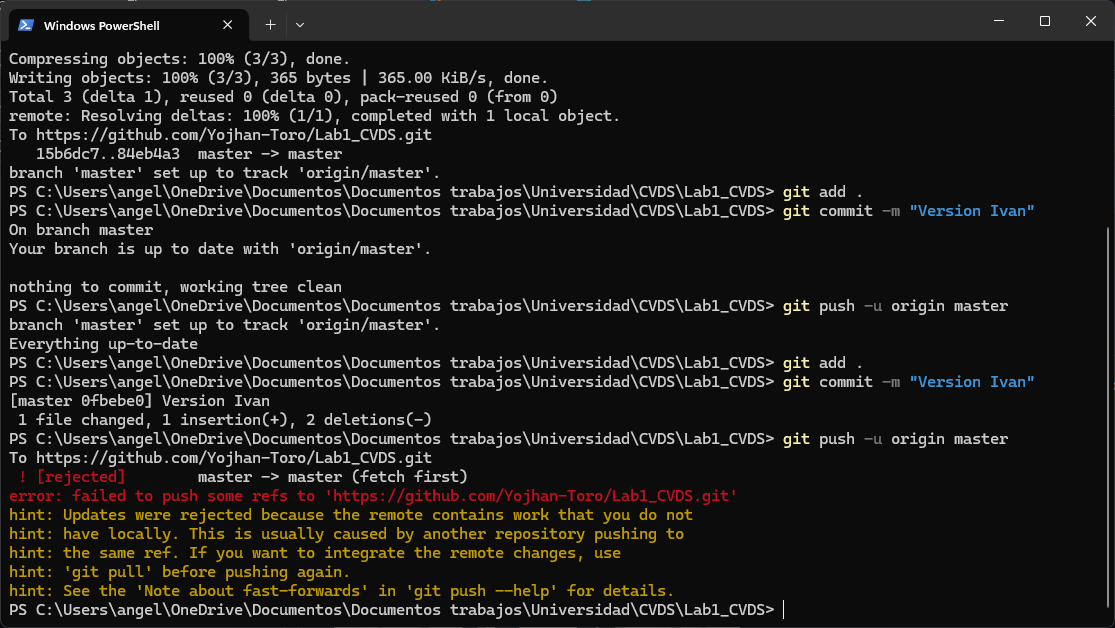 Windows PowerShell
Compressing objects: 100% (3/3), done.
Writing objects: 100% (3/3), 365 bytes | 365.00 KiB/s, done.
Total 3 (delta 1), reused 0 (delta 0), pack-reused 0 (from 0)
remote: Resolving deltas: 100% (1/1), completed with 1 local object.
To https://github.com/Yojhan-Toro/Lab1_CVDS.git
   15b6dc7..84eb4a3  master -> master
branch 'master' set up to track 'origin/master'.
PS C:\Users\angel\OneDrive\Documentos\Documentos trabajos\Universidad\CVDS\Lab1_CVDS> git add .
PS C:\Users\angel\OneDrive\Documentos\Documentos trabajos\Universidad\CVDS\Lab1_CVDS> git commit -m "Version Ivan"
On branch master
Your branch is up to date with 'origin/master'.

nothing to commit, working tree clean
PS C:\Users\angel\OneDrive\Documentos\Documentos trabajos\Universidad\CVDS\Lab1_CVDS> git push -u origin master
branch 'master' set up to track 'origin/master'.
Everything up-to-date
PS C:\Users\angel\OneDrive\Documentos\Documentos trabajos\Universidad\CVDS\Lab1_CVDS> git add .
PS C:\Users\angel\OneDrive\Documentos\Documentos trabajos\Universidad\CVDS\Lab1_CVDS> git commit -m "Version Ivan"
[master 0fbebe0] Version Ivan
 1 file changed, 1 insertion(+), 2 deletions(-)
PS C:\Users\angel\OneDrive\Documentos\Documentos trabajos\Universidad\CVDS\Lab1_CVDS> git push -u origin master
To https://github.com/Yojhan-Toro/Lab1_CVDS.git
 ! [rejected]        master -> master (fetch first)
error: failed to push some refs to 'https://github.com/Yojhan-Toro/Lab1_CVDS.git'
hint: Updates were rejected because the remote contains work that you do not
hint: have locally. This is usually caused by another repository pushing to
hint: the same ref. If you want to integrate the remote changes, use
hint: 'git pull' before pushing again.
hint: See the 'Note about fast-forwards' in 'git push --help' for details.
PS C:\Users\angel\OneDrive\Documentos\Documentos trabajos\Universidad\CVDS\Lab1_CVDS>